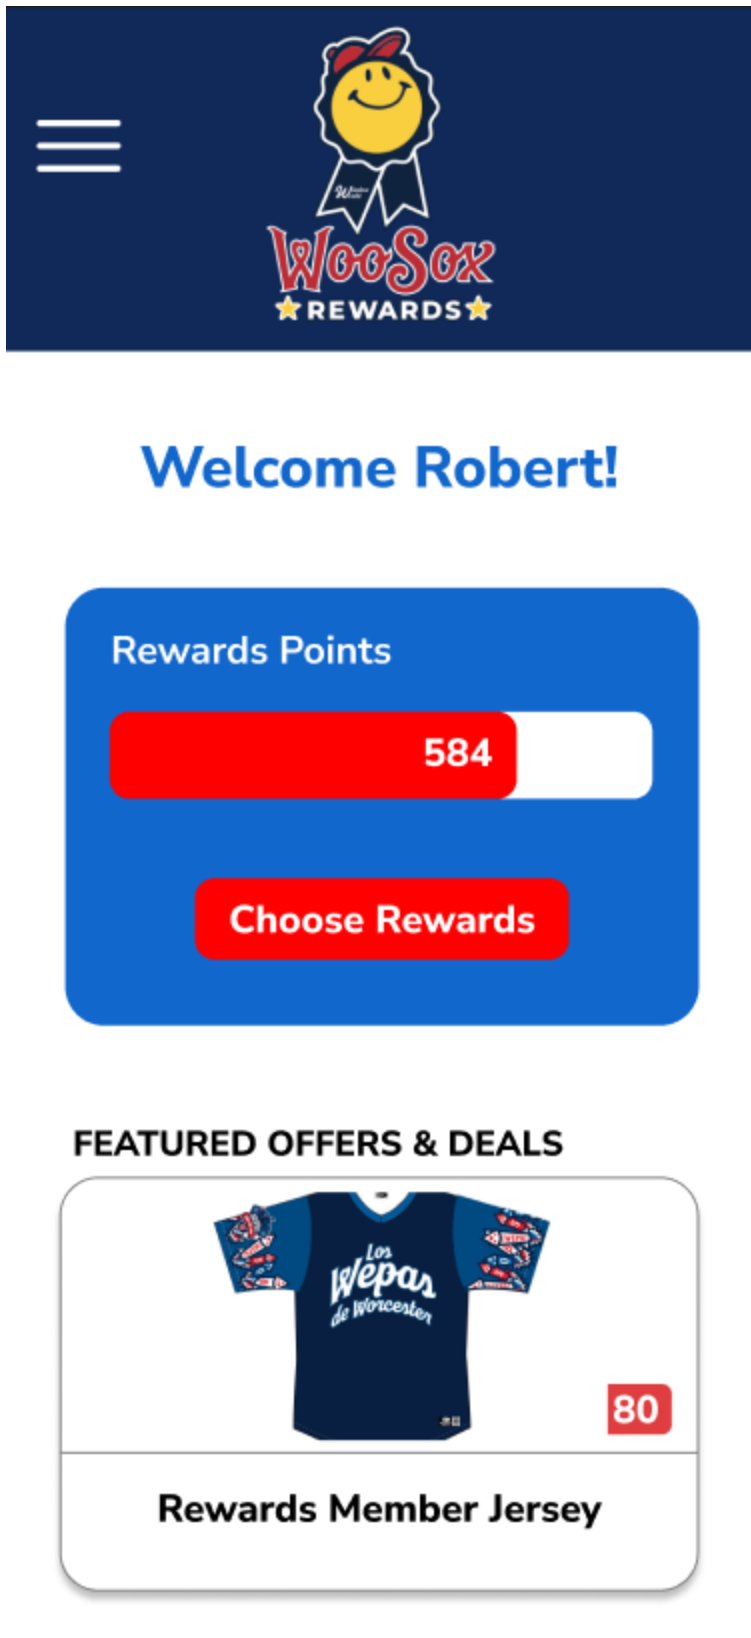 WooSox
REWARDS
Welcome Robert!
Rewards Points
584
Choose Rewards
FEATURED OFFERS & DEALS
Los
Wepas
de Worcester
80
Rewards Member Jersey